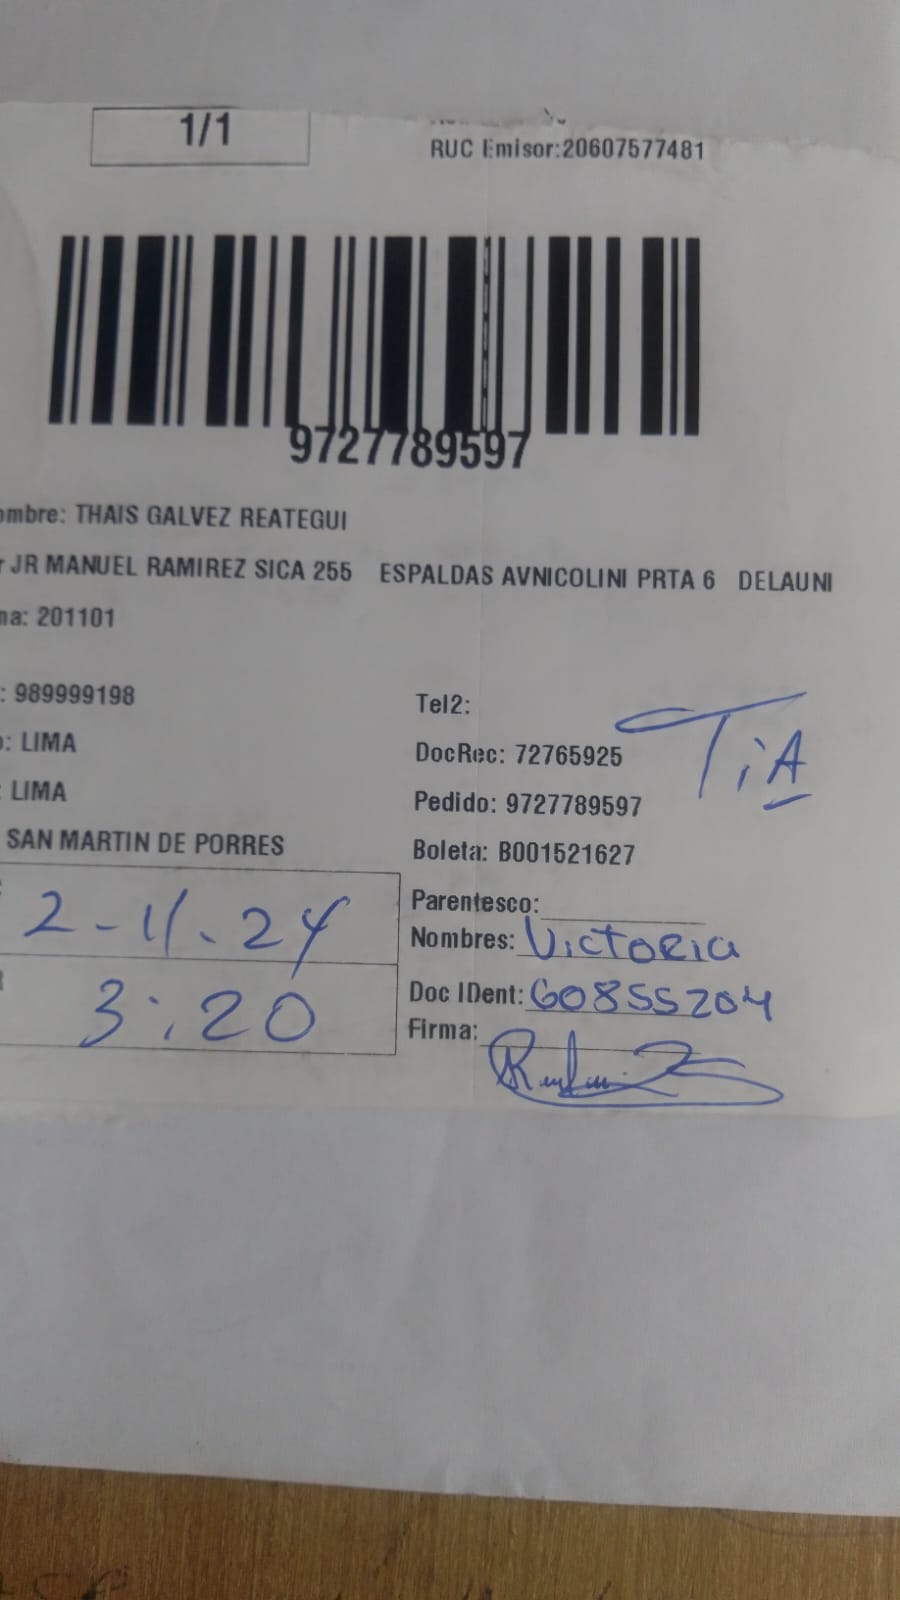 1/1
RUC Emisor:20607577481
9727789597
ombre: THAIS GALVEZ REATEGUI
r JR MANUEL RAMIREZ SICA 255 ESPALDAS AVNICOLINI PRTA 6 DELAUNI
na: 201101
: 989999198
Tel2:
TiA
o: LIMA
DocRec: 72765925
: LIMA
Pedido: 9727789597
SAN MARTIN DE PORRES
Boleta: B001521627
2-11-24
Parentesco:
Nombres: Victoria
3:20
Doc IDent: 60855204
Firma: